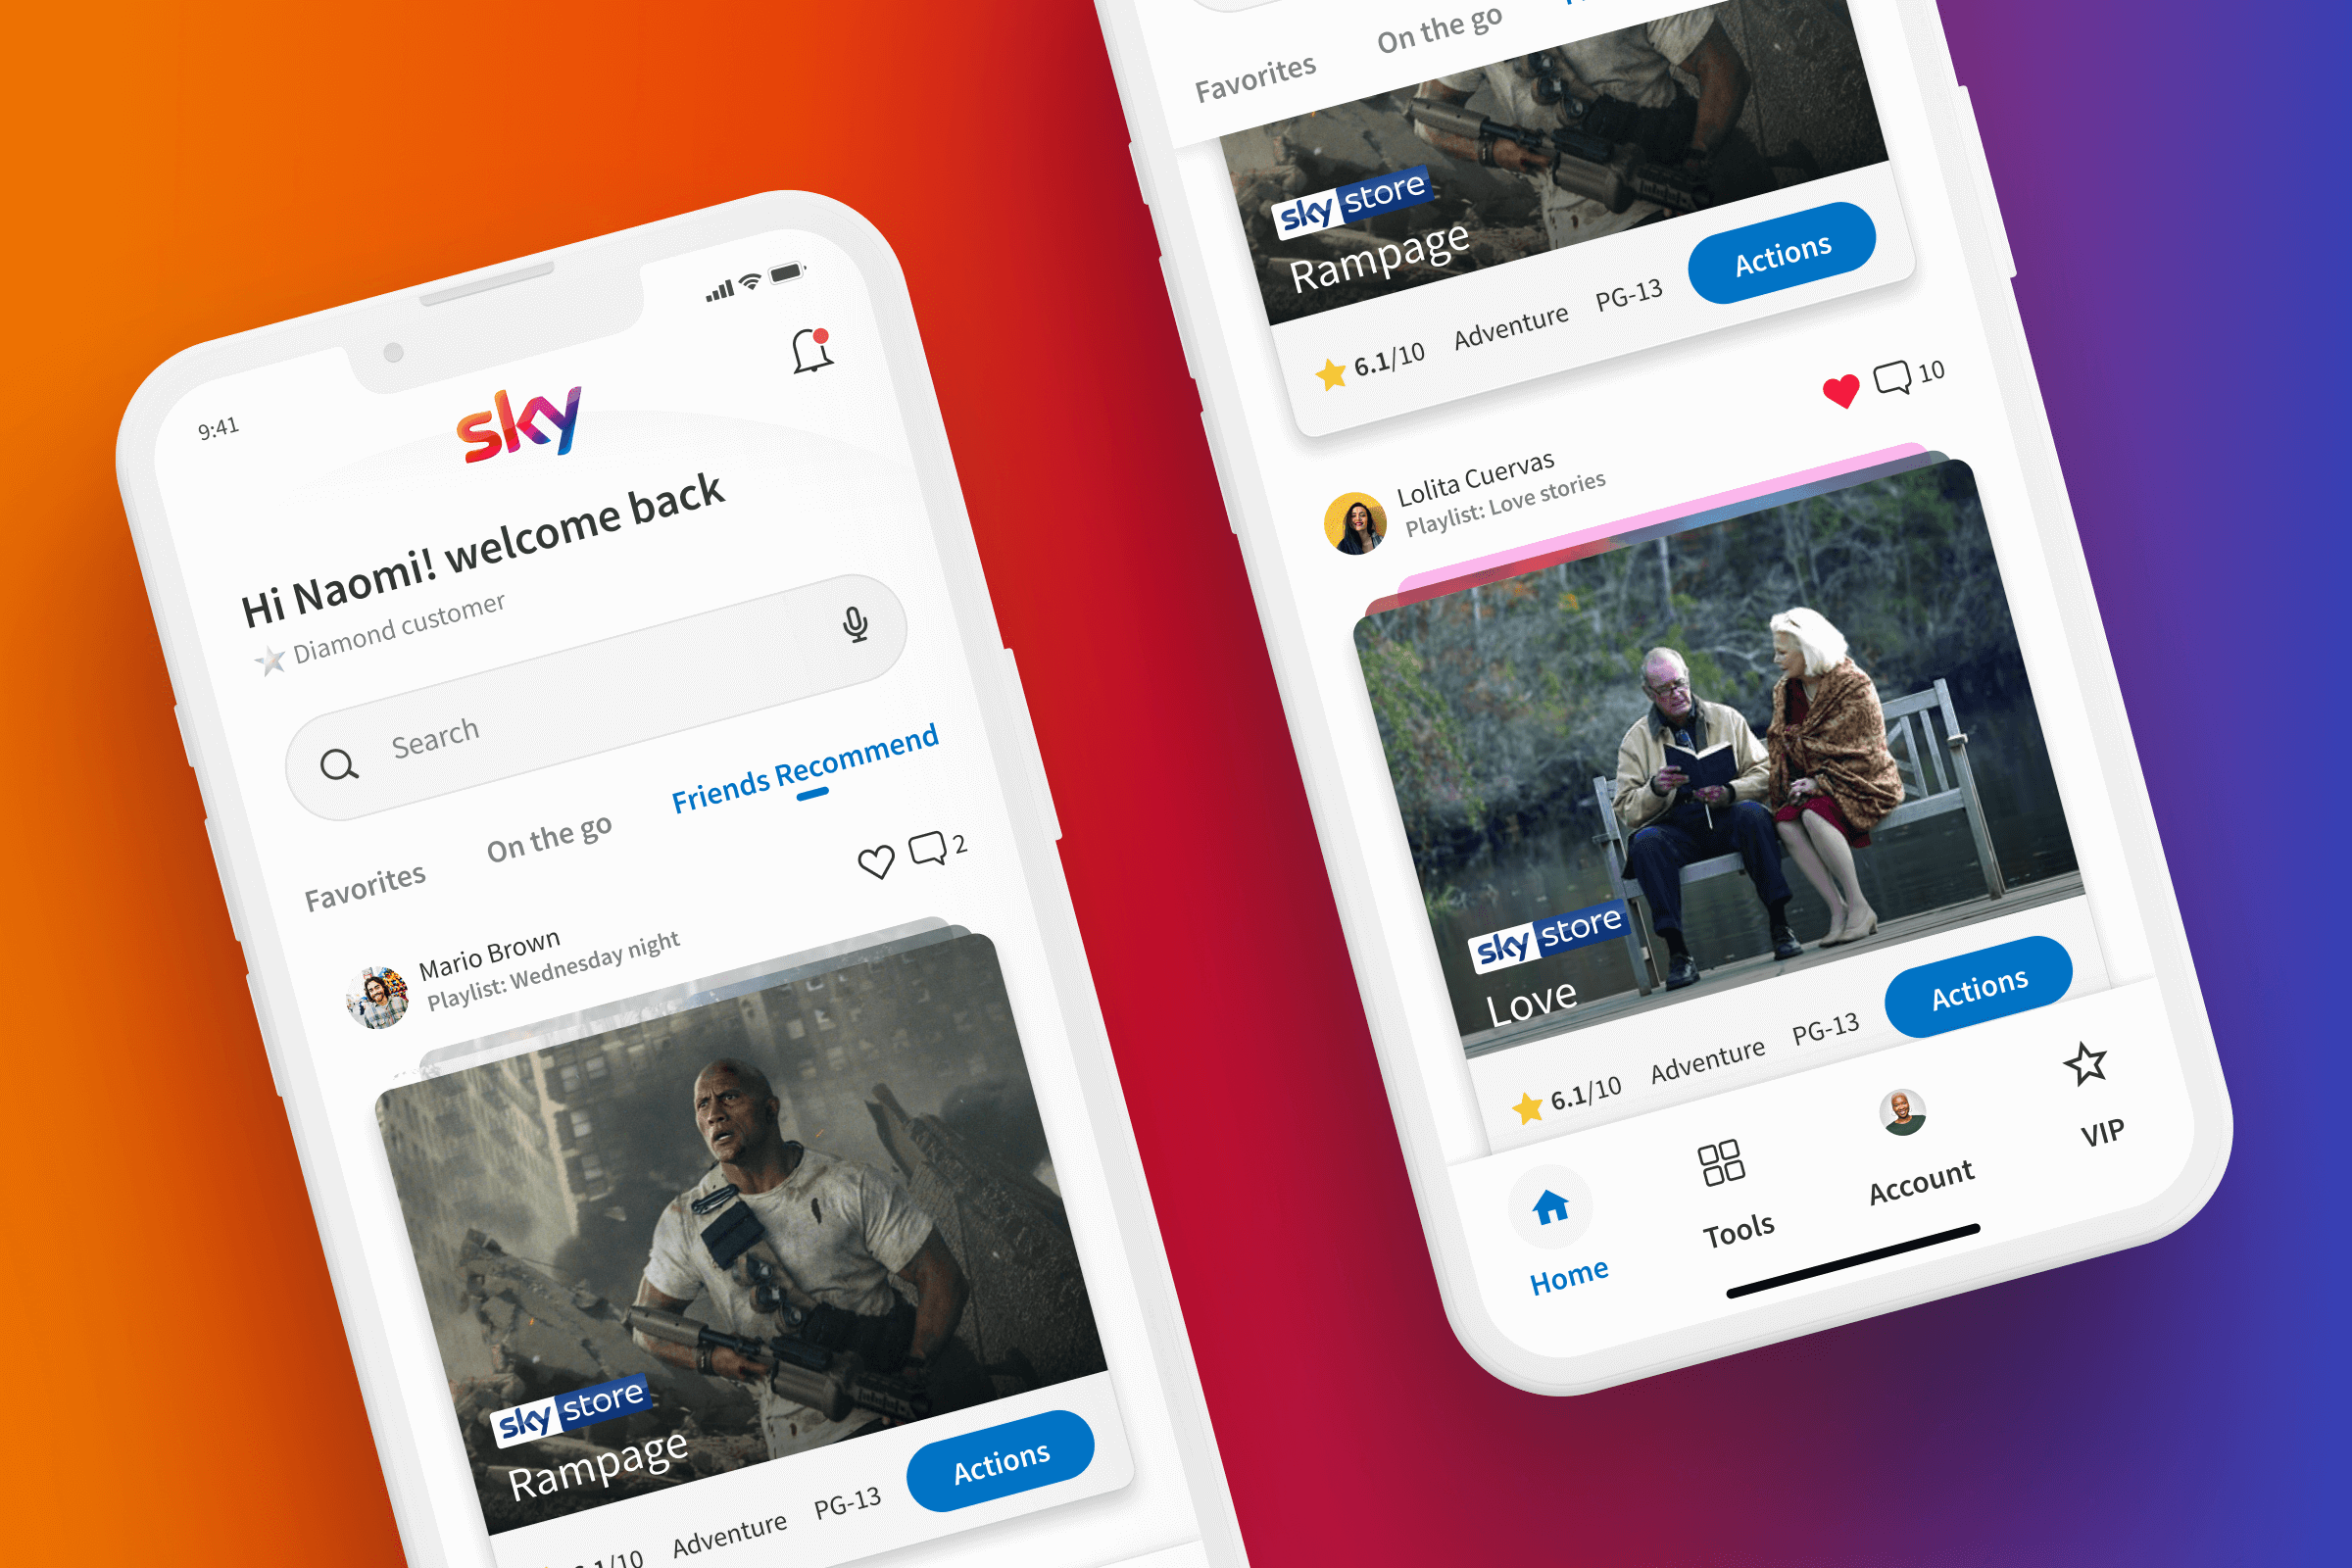 9:41
sky
Hi Naomi! welcome back
Diamond customer
Search
Favorites
On the go
Friends Recommend
2
Mario Brown
Playlist: Wednesday night
sky store
Rampage
/10
Adventure
PG-13
Actions
Favorites
On the go
sky store
Rampage
6.1/10
Adventure
PG-13
Actions
10
Lolita Cuervas
Playlist: Love stories
sky store
Love
6.1/10
Adventure
PG-13
Actions
Home
Tools
Account
VIP